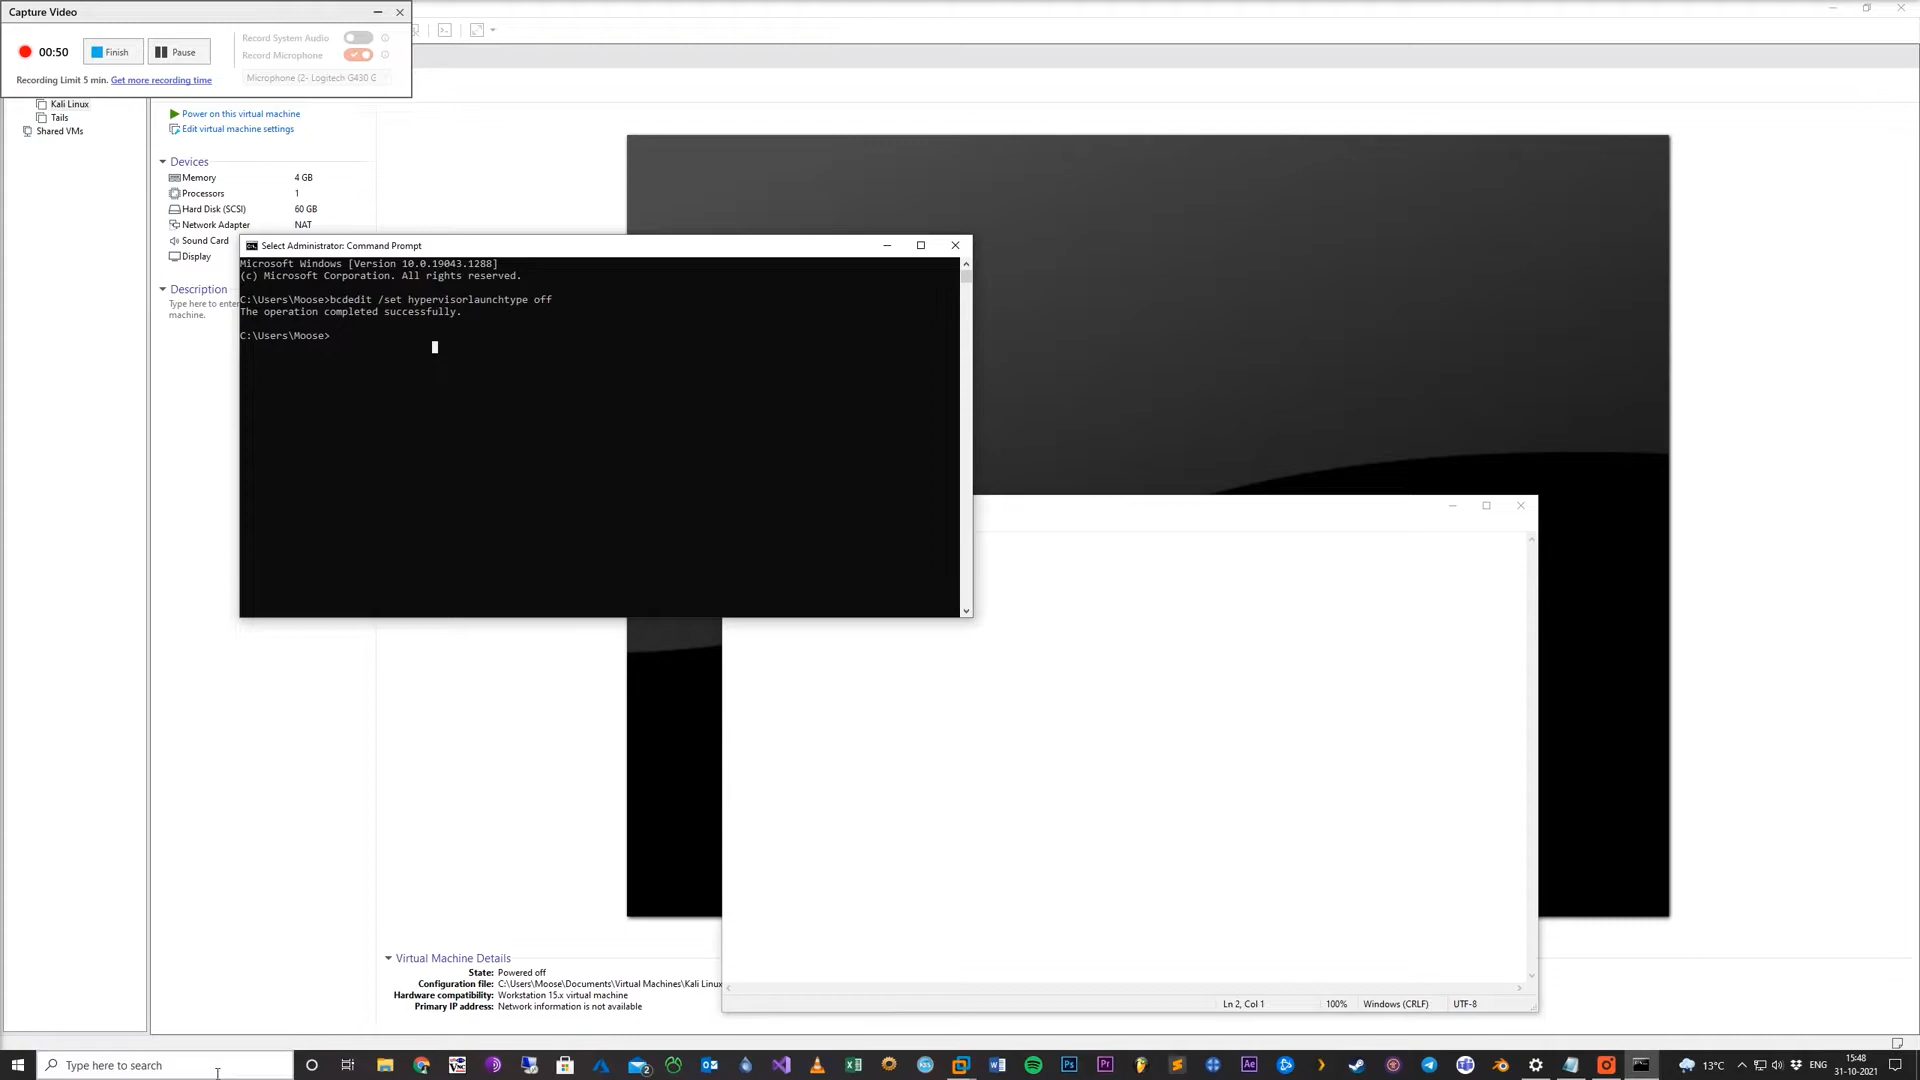 Capture Video
00:50
Finish
Pause
Record System Audio
Record Microphone
Microphone (2- Logitech G430 G
Recording Limit 5 min. Get more recording time
Kali Linux
Tails
Shared VMs
Power on this virtual machine
Edit virtual machine settings
Devices
Memory 4 GB
Processors 1
Hard Disk (SCSI) 60 GB
Network Adapter NAT
Sound Card
Display
Description
Type here to enter
machine.
Select Administrator: Command Prompt
Microsoft Windows [Version 10.0.19043.1288]
(c) Microsoft Corporation. All rights reserved.
C:\Users\Moose>bcdedit /set hypervisorlaunchtype off
The operation completed successfully.
C:\Users\Moose>
Virtual Machine Details
State: Powered off
Configuration file: C:\Users\Moose\Documents\Virtual Machines\Kali Linux
Hardware compatibility: Workstation 15.x virtual machine
Primary IP address: Network information is not available
Ln 2, Col 1
100%
Windows (CRLF)
UTF-8
Type here to search
13°C
ENG
15:48
31-10-2021